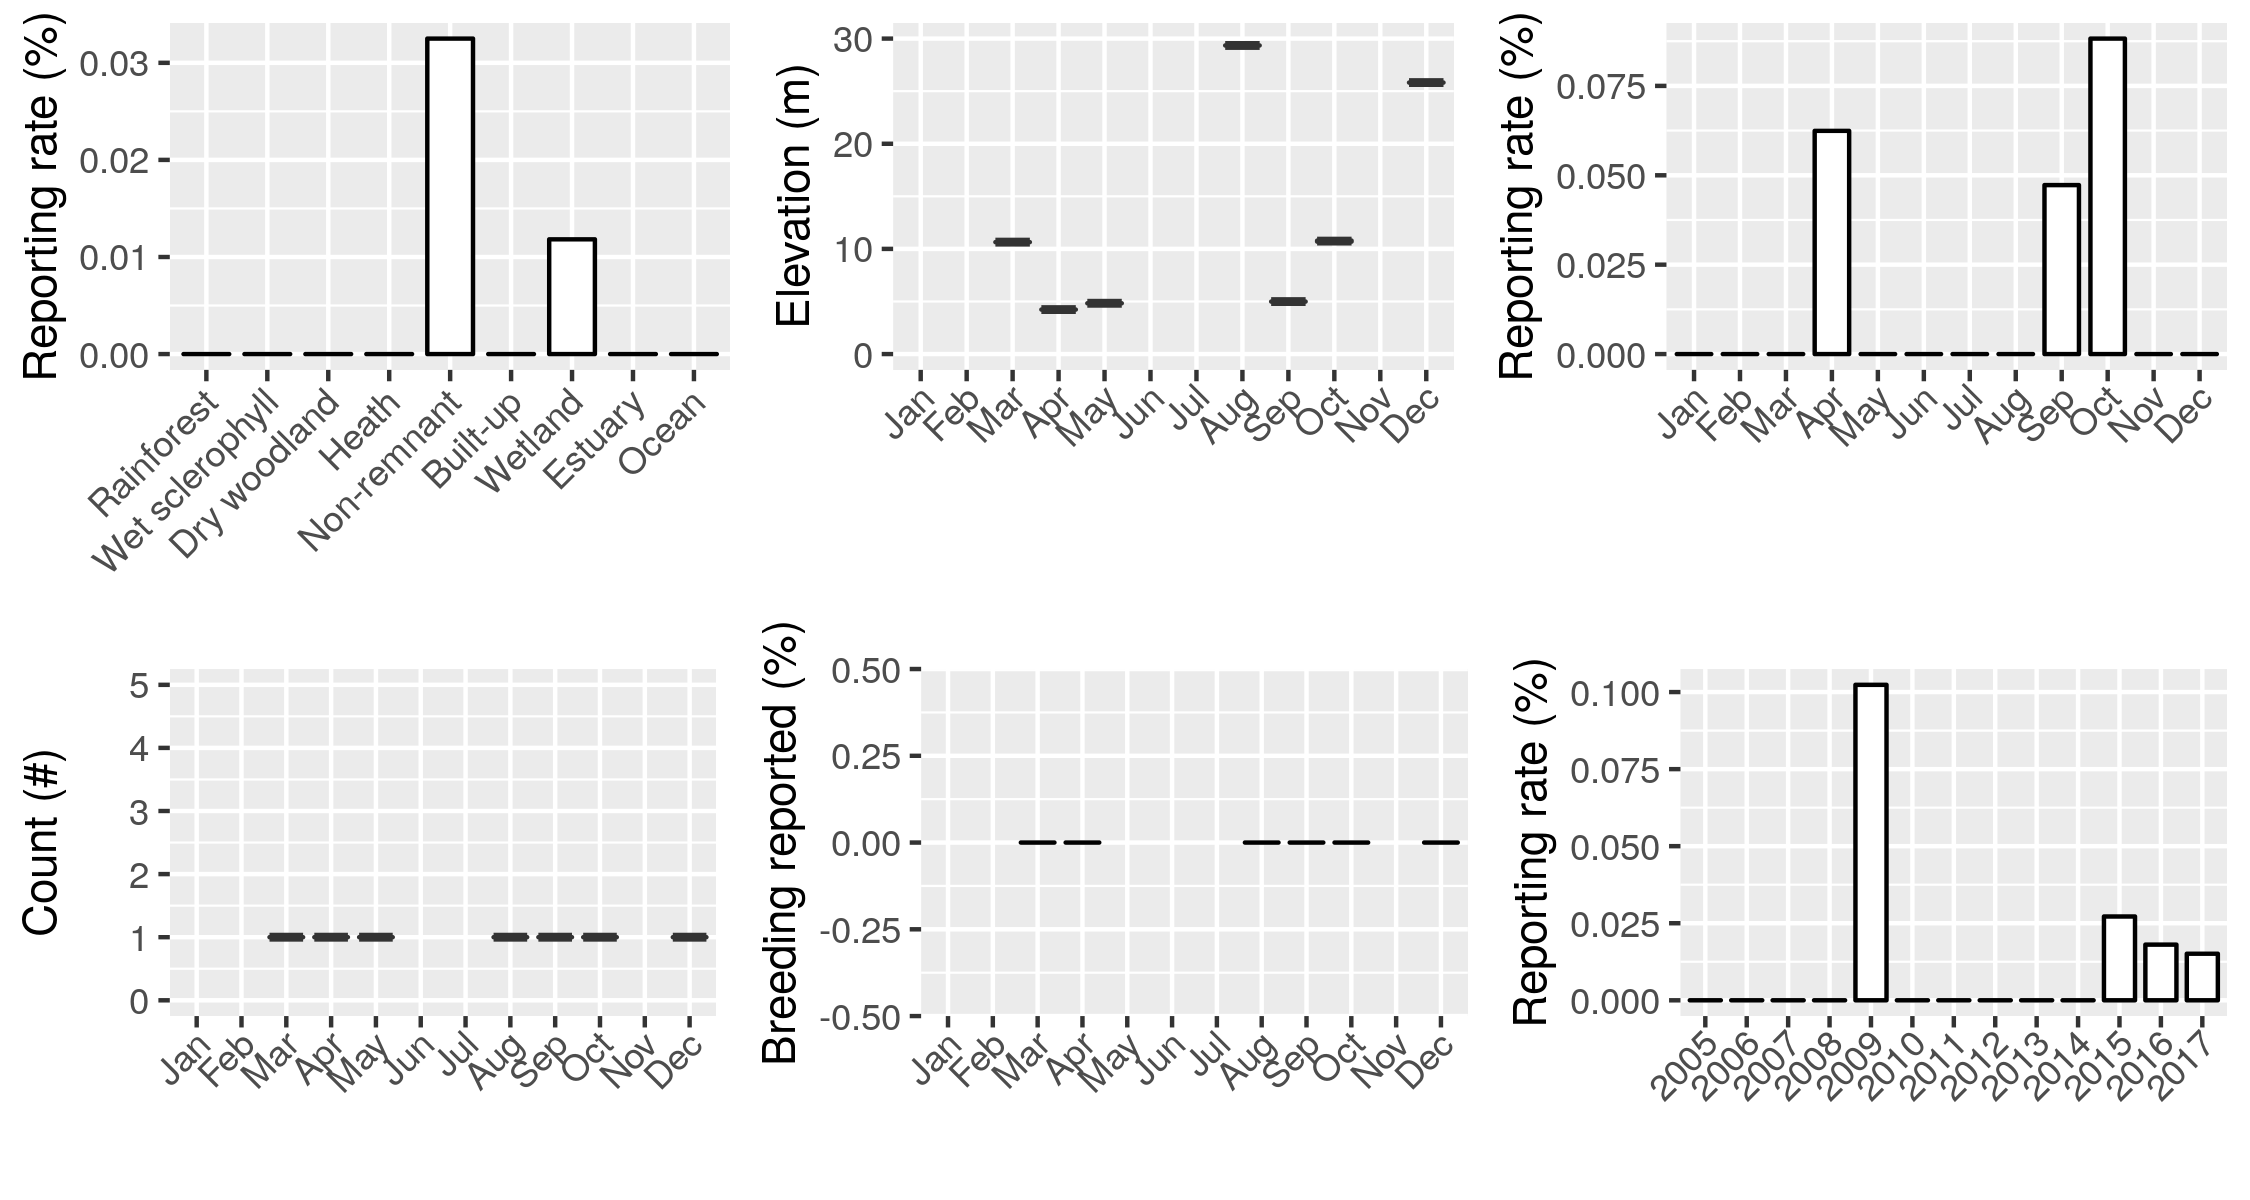 Reporting rate (%)
0.03
0.02
0.01
0.00
Rainforest
Wet sclerophyll
Dry woodland
Heath
Non-remnant
Built-up
Wetland
Estuary
Ocean
Elevation (m)
30
20
10
0
Jan
Feb
Mar
Apr
May
Jun
Jul
Aug
Sep
Oct
Nov
Dec
Reporting rate (%)
0.075
0.050
0.025
0.000
Jan
Feb
Mar
Apr
May
Jun
Jul
Aug
Sep
Oct
Nov
Dec
Count (#)
5
4
3
2
1
0
Jan
Feb
Mar
Apr
May
Jun
Jul
Aug
Sep
Oct
Nov
Dec
Breeding reported (%)
0.50
0.25
0.00
-0.25
-0.50
Jan
Feb
Mar
Apr
May
Jun
Jul
Aug
Sep
Oct
Nov
Dec
Reporting rate (%)
0.100
0.075
0.050
0.025
0.000
2005
2006
2007
2008
2009
2010
2011
2012
2013
2014
2015
2016
2017